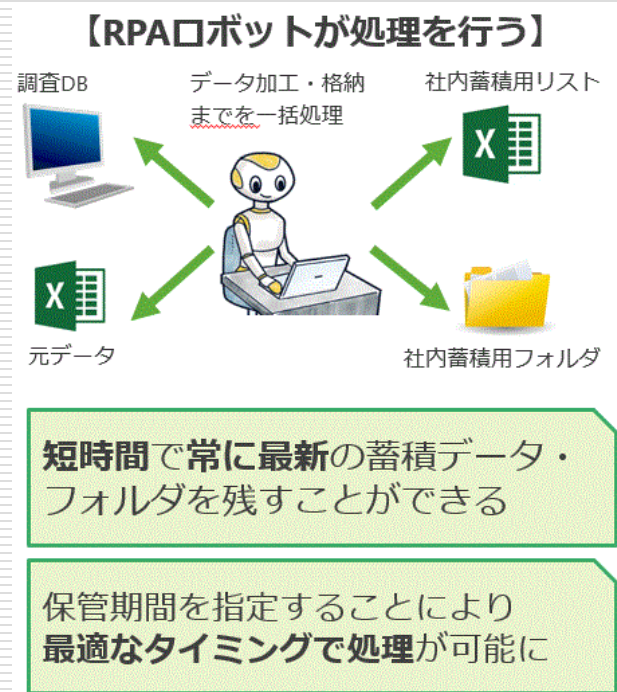 【RPAロボットが処理を行う】
調査DB
データ加工・格納
までを一括処理
社内蓄積用リスト
X
X
元データ
社内蓄積用フォルダ
短時間で常に最新の蓄積データ・
フォルダを残すことができる
保管期間を指定することにより
最適なタイミングで処理が可能に